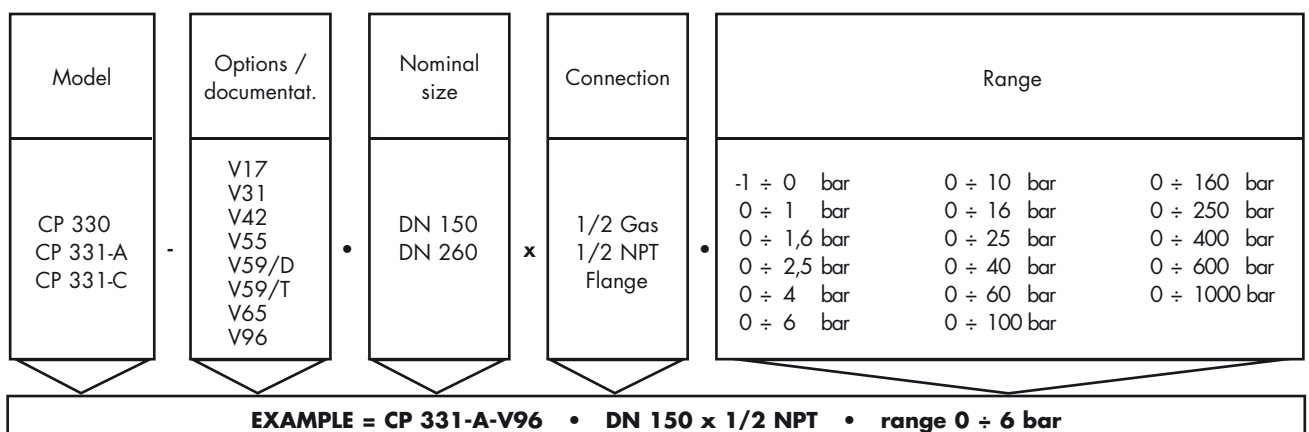 Model
Options /
documentat.
Nominal
size
Connection
Range
CP 330
CP 331-A
CP 331-C
-
V17
V31
V42
V55
V59/D
V59/T
V65
V96
•
DN 150
DN 260
x
1/2 Gas
1/2 NPT
Flange
•
-1 ÷ 0 bar
0 ÷ 1 bar
0 ÷ 1,6 bar
0 ÷ 2,5 bar
0 ÷ 4 bar
0 ÷ 6 bar
0 ÷ 10 bar
0 ÷ 16 bar
0 ÷ 25 bar
0 ÷ 40 bar
0 ÷ 60 bar
0 ÷ 100 bar
0 ÷ 160 bar
0 ÷ 250 bar
0 ÷ 400 bar
0 ÷ 600 bar
0 ÷ 1000 bar
EXAMPLE = CP 331-A-V96 • DN 150 x 1/2 NPT • range 0 ÷ 6 bar